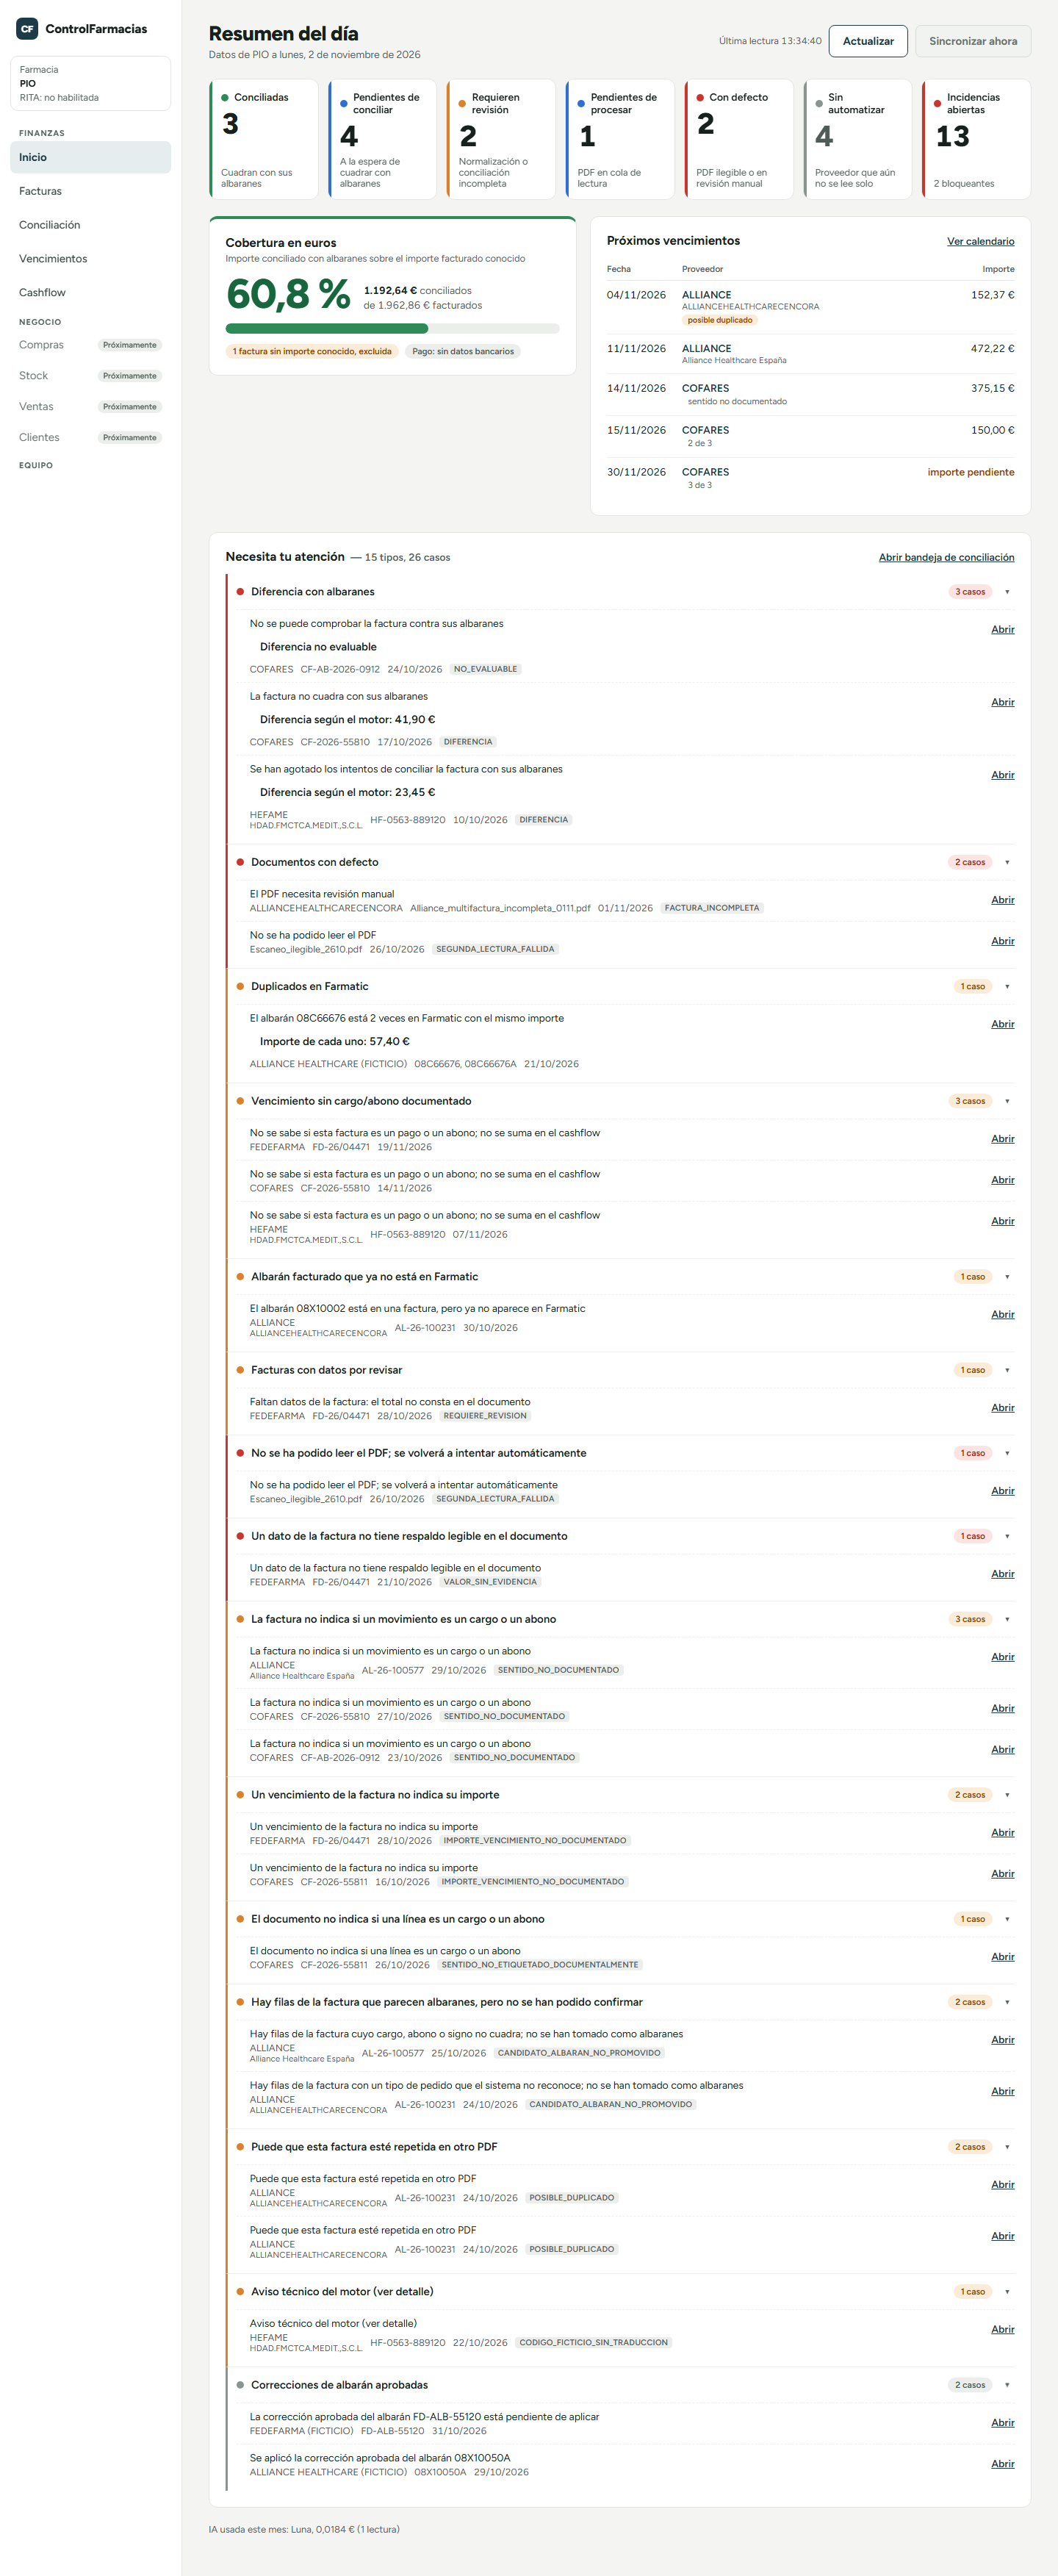 CF ControlFarmacias
Farmacia
PIO
RITA: no habilitada
FINANZAS
Inicio
Facturas
Conciliación
Vencimientos
Cashflow
NEGOCIO
Compras Próximamente
Stock Próximamente
Ventas Próximamente
Clientes Próximamente
EQUIPO
Resumen del día
Datos de PIO a lunes, 2 de noviembre de 2026
Última lectura 13:34:40 Actualizar Sincronizar ahora
Conciliadas
3
Cuadran con sus
albaranes
Pendientes de
conciliar
4
A la espera de
cuadrar con
albaranes
Requieren
revisión
2
Normalización o
conciliación
incompleta
Pendientes de
procesar
1
PDF en cola de
lectura
Con defecto
2
PDF ilegible o en
revisión manual
Sin
automatizar
4
Proveedor que aún
no se lee solo
Incidencias
abiertas
13
2 bloqueantes
Cobertura en euros
Importe conciliado con albaranes sobre el importe facturado conocido
60,8 %
1.192,64 € conciliados
de 1.962,86 € facturados
1 factura sin importe conocido, excluida Pago: sin datos bancarios
Próximos vencimientos Ver calendario
Fecha Proveedor Importe
04/11/2026 ALLIANCE 152,37 €
ALLIANCEHEALTHCARECENCORA
posible duplicado
11/11/2026 ALLIANCE 472,22 €
Alliance Healthcare España
14/11/2026 COFARES 375,15 €
sentido no documentado
15/11/2026 COFARES 150,00 €
2 de 3
30/11/2026 COFARES importe pendiente
3 de 3
Necesita tu atención — 15 tipos, 26 casos Abrir bandeja de conciliación
Diferencia con albaranes 3 casos
No se puede comprobar la factura contra sus albaranes Abrir
Diferencia no evaluable
COFARES CF-AB-2026-0912 24/10/2026 NO_EVALUABLE
La factura no cuadra con sus albaranes Abrir
Diferencia según el motor: 41,90 €
COFARES CF-2026-55810 17/10/2026 DIFERENCIA
Se han agotado los intentos de conciliar la factura con sus albaranes Abrir
Diferencia según el motor: 23,45 €
HEFAME
HDAD.FMCTCA.MEDIT.,S.C.L. HF-0563-889120 10/10/2026 DIFERENCIA
Documentos con defecto 2 casos
El PDF necesita revisión manual Abrir
ALLIANCEHEALTHCARECENCORA Alliance_multifactura_incompleta_0111.pdf 01/11/2026 FACTURA_INCOMPLETA
No se ha podido leer el PDF Abrir
Escaneo_ilegible_2610.pdf 26/10/2026 SEGUNDA_LECTURA_FALLIDA
Duplicados en Farmatic 1 caso
El albarán 08C66676 está 2 veces en Farmatic con el mismo importe Abrir
Importe de cada uno: 57,40 €
ALLIANCE HEALTHCARE (FICTICIO) 08C66676, 08C66676A 21/10/2026
Vencimiento sin cargo/abono documentado 3 casos
No se sabe si esta factura es un pago o un abono; no se suma en el cashflow Abrir
FEDEFARMA FD-26/04471 19/11/2026
No se sabe si esta factura es un pago o un abono; no se suma en el cashflow Abrir
COFARES CF-2026-55810 14/11/2026
No se sabe si esta factura es un pago o un abono; no se suma en el cashflow Abrir
HEFAME
HDAD.FMCTCA.MEDIT.,S.C.L. HF-0563-889120 07/11/2026
Albarán facturado que ya no está en Farmatic 1 caso
El albarán 08X10002 está en una factura, pero ya no aparece en Farmatic Abrir
ALLIANCE
ALLIANCEHEALTHCARECENCORA AL-26-100231 30/10/2026
Facturas con datos por revisar 1 caso
Faltan datos de la factura: el total no consta en el documento Abrir
FEDEFARMA FD-26/04471 28/10/2026 REQUIERE_REVISION
No se ha podido leer el PDF; se volverá a intentar automáticamente 1 caso
No se ha podido leer el PDF; se volverá a intentar automáticamente Abrir
Escaneo_ilegible_2610.pdf 26/10/2026 SEGUNDA_LECTURA_FALLIDA
Un dato de la factura no tiene respaldo legible en el documento 1 caso
Un dato de la factura no tiene respaldo legible en el documento Abrir
FEDEFARMA FD-26/04471 21/10/2026 VALOR_SIN_EVIDENCIA
La factura no indica si un movimiento es un cargo o un abono 3 casos
La factura no indica si un movimiento es un cargo o un abono Abrir
ALLIANCE
Alliance Healthcare España AL-26-100577 29/10/2026 SENTIDO_NO_DOCUMENTADO
La factura no indica si un movimiento es un cargo o un abono Abrir
COFARES CF-2026-55810 27/10/2026 SENTIDO_NO_DOCUMENTADO
La factura no indica si un movimiento es un cargo o un abono Abrir
COFARES CF-AB-2026-0912 23/10/2026 SENTIDO_NO_DOCUMENTADO
Un vencimiento de la factura no indica su importe 2 casos
Un vencimiento de la factura no indica su importe Abrir
FEDEFARMA FD-26/04471 28/10/2026 IMPORTE_VENCIMIENTO_NO_DOCUMENTADO
Un vencimiento de la factura no indica su importe Abrir
COFARES CF-2026-55811 16/10/2026 IMPORTE_VENCIMIENTO_NO_DOCUMENTADO
El documento no indica si una línea es un cargo o un abono 1 caso
El documento no indica si una línea es un cargo o un abono Abrir
COFARES CF-2026-55811 26/10/2026 SENTIDO_NO_ETIQUETADO_DOCUMENTALMENTE
Hay filas de la factura que parecen albaranes, pero no se han podido confirmar 2 casos
Hay filas de la factura cuyo cargo, abono o signo no cuadra; no se han tomado como albaranes Abrir
ALLIANCE
Alliance Healthcare España AL-26-100577 25/10/2026 CANDIDATO_ALBARAN_NO_PROMOVIDO
Hay filas de la factura con un tipo de pedido que el sistema no reconoce; no se han tomado como albaranes Abrir
ALLIANCE
ALLIANCEHEALTHCARECENCORA AL-26-100231 24/10/2026 CANDIDATO_ALBARAN_NO_PROMOVIDO
Puede que esta factura esté repetida en otro PDF 2 casos
Puede que esta factura esté repetida en otro PDF Abrir
ALLIANCE
ALLIANCEHEALTHCARECENCORA AL-26-100231 24/10/2026 POSIBLE_DUPLICADO
Puede que esta factura esté repetida en otro PDF Abrir
ALLIANCE
ALLIANCEHEALTHCARECENCORA AL-26-100231 24/10/2026 POSIBLE_DUPLICADO
Aviso técnico del motor (ver detalle) 1 caso
Aviso técnico del motor (ver detalle) Abrir
HEFAME
HDAD.FMCTCA.MEDIT.,S.C.L. HF-0563-889120 22/10/2026 CODIGO_FICTICIO_SIN_TRADUCCION
Correcciones de albarán aprobadas 2 casos
La corrección aprobada del albarán FD-ALB-55120 está pendiente de aplicar Abrir
FEDEFARMA (FICTICIO) FD-ALB-55120 31/10/2026
Se aplicó la corrección aprobada del albarán 08X10050A Abrir
ALLIANCE HEALTHCARE (FICTICIO) 08X10050A 29/10/2026
IA usada este mes: Luna, 0,0184 € (1 lectura)